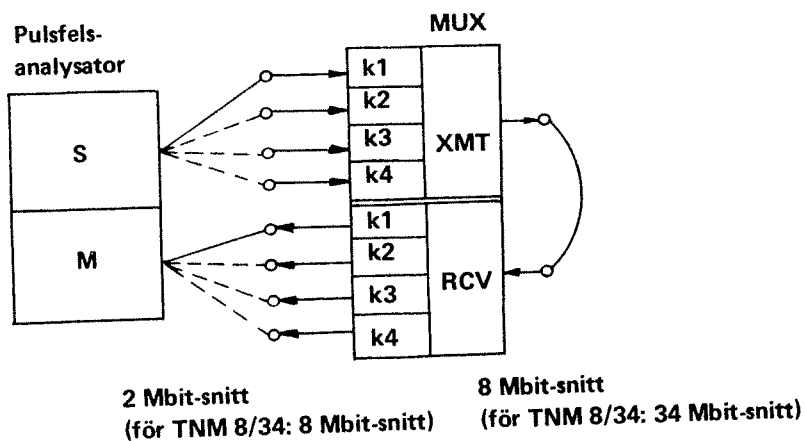 Pulsfels-
analysator
MUX
S
M
k1
k2
k3
k4
XMT
k1
k2
k3
k4
RCV
2 Mbit-snitt
(för TNM 8/34: 8 Mbit-snitt)
8 Mbit-snitt
(för TNM 8/34: 34 Mbit-snitt)